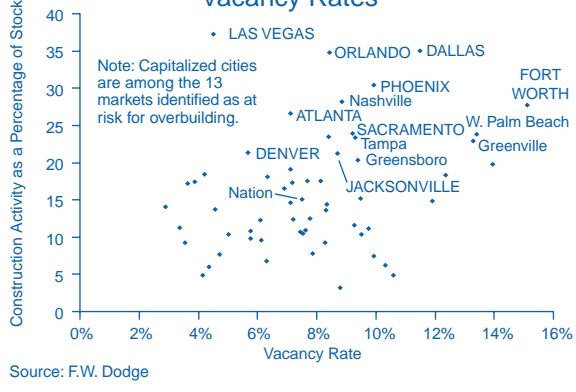 Vacancy Rates
Construction Activity as a Percentage of Stock
40
35
30
25
20
15
10
5
0
LAS VEGAS
ORLANDO
DALLAS
Note: Capitalized cities
are among the 13
markets identified as at
risk for overbuilding.
PHOENIX
FORT
WORTH
Nashville
ATLANTA
W. Palm Beach
SACRAMENTO
Tampa
Greenville
DENVER
Greensboro
Nation
JACKSONVILLE
0%
2%
4%
6%
8%
10%
12%
14%
16%
Vacancy Rate
Source: F.W. Dodge